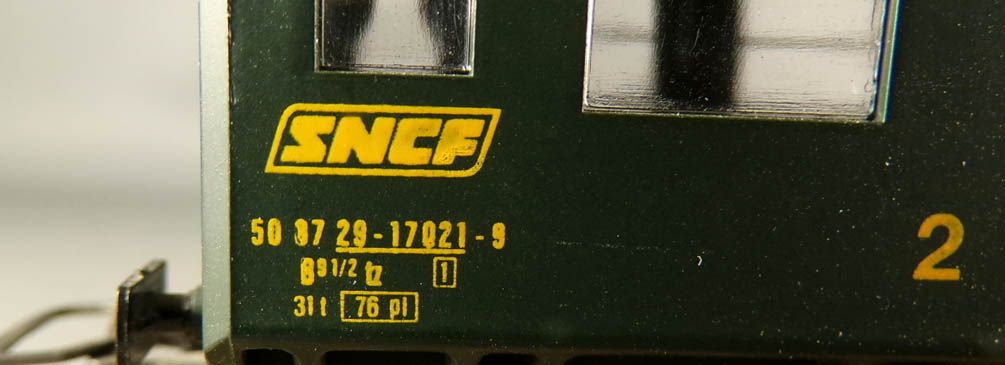 SNCF
50 87 29-17021-9
B9 1/2 tz 1
31 t 76 pl
2